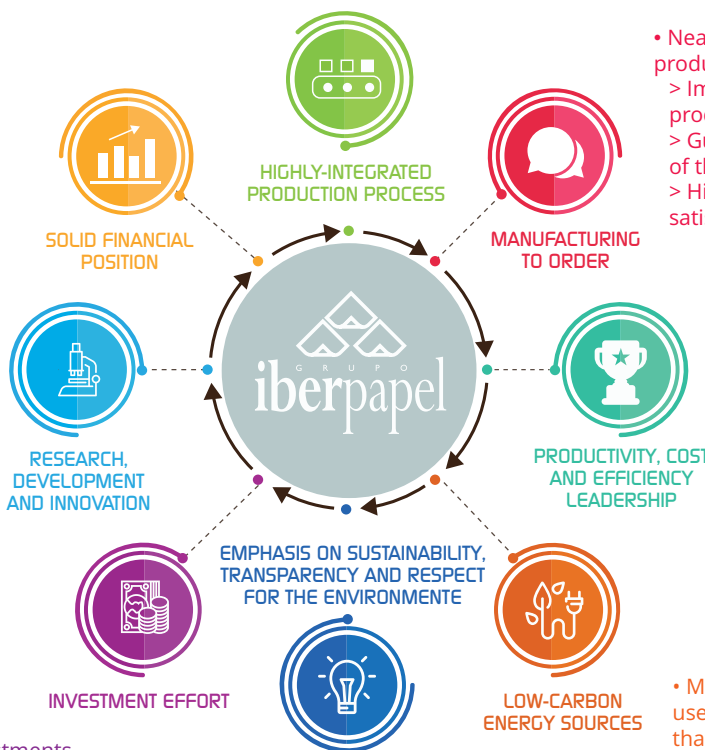 HIGHLY-INTEGRATED
PRODUCTION PROCESS
MANUFACTURING
TO ORDER
PRODUCTIVITY, COST
AND EFFICIENCY
LEADERSHIP
LOW-CARBON
ENERGY SOURCES
EMPHASIS ON SUSTAINABILITY,
TRANSPARENCY AND RESPECT
FOR THE ENVIRONMENTE
INVESTMENT EFFORT
RESEARCH,
DEVELOPMENT
AND INNOVATION
SOLID FINANCIAL
POSITION
GRUPO
iberpapel
•
>
>
of
> 
•